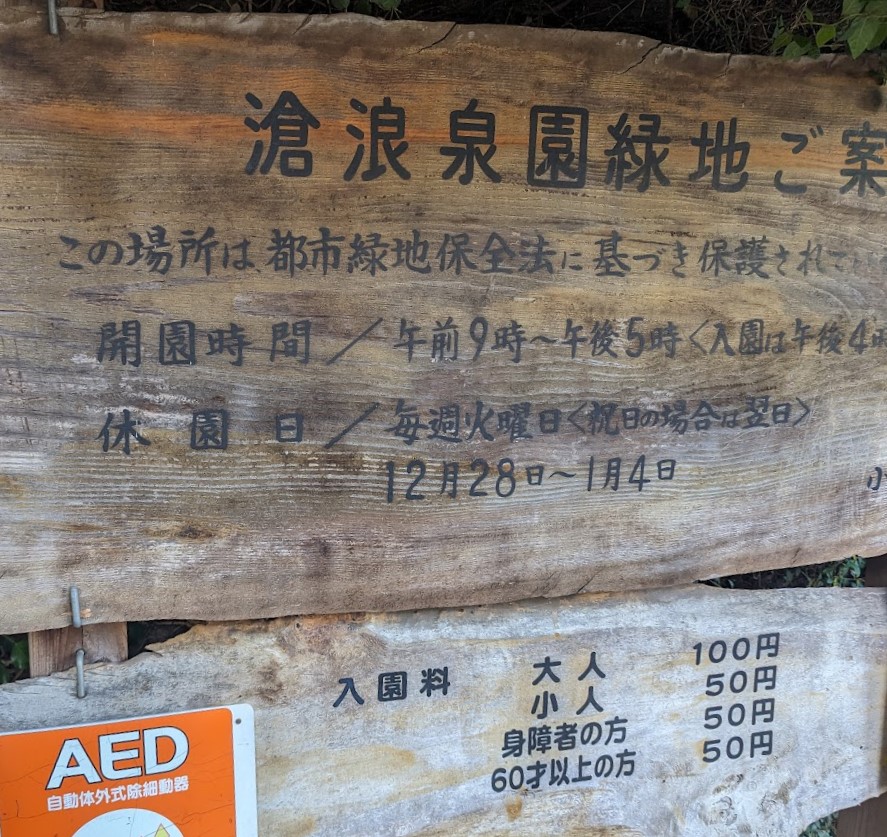 滄浪泉園緑地ご案
この場所は都市緑地保全法に基づき保護されてい
開園時間／午前9時〜午後5時〈入園は午後4時
休園日／毎週火曜日〈祝日の場合は翌日〉
12月28日〜1月4日
小
入園料 大人 100円
小人 50円
身障者の方 50円
60才以上の方 50円
AED
自動体外式除細動器